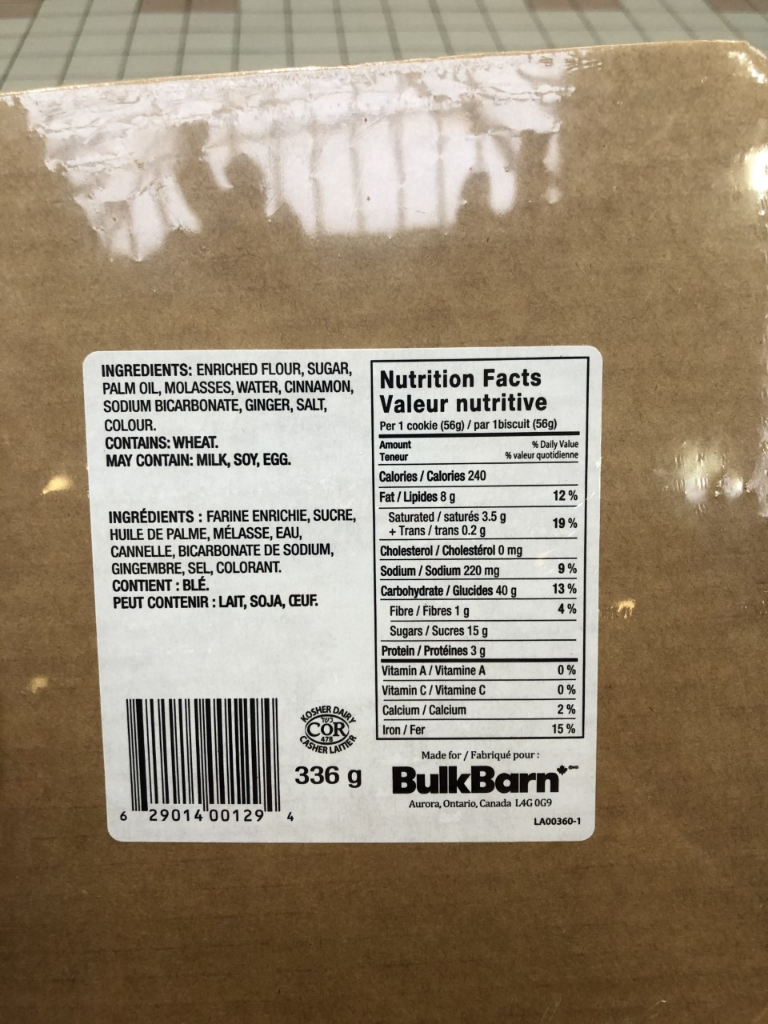 INGREDIENTS: ENRICHED FLOUR, SUGAR,
PALM OIL, MOLASSES, WATER, CINNAMON,
SODIUM BICARBONATE, GINGER, SALT,
COLOUR.
CONTAINS: WHEAT.
MAY CONTAIN: MILK, SOY, EGG.
INGRÉDIENTS : FARINE ENRICHIE, SUCRE,
HUILE DE PALME, MÉLASSE, EAU,
CANNELLE, BICARBONATE DE SODIUM,
GINGEMBRE, SEL, COLORANT.
CONTIENT : BLÉ.
PEUT CONTENIR : LAIT, SOJA, ŒUF.
Nutrition Facts
Valeur nutritive
Per 1 cookie (56g) / par 1biscuit (56g)
Amount % Daily Value
Teneur % valeur quotidienne
Calories / Calories 240
Fat / Lipides 8 g 12 %
Saturated / saturés 3.5 g
+ Trans / trans 0.2 g 19 %
Cholesterol / Cholestérol 0 mg
Sodium / Sodium 220 mg 9 %
Carbohydrate / Glucides 40 g 13 %
Fibre / Fibres 1 g 4 %
Sugars / Sucres 15 g
Protein / Protéines 3 g
Vitamin A / Vitamine A 0 %
Vitamin C / Vitamine C 0 %
Calcium / Calcium 2 %
Iron / Fer 15 %
KOSHER DAIRY
COR
478
CASHER LAITIER
336 g
6 29014 00129 4
Made for / Fabriqué pour :
BulkBarn
Aurora, Ontario, Canada L4G 0G9
LA00360-1